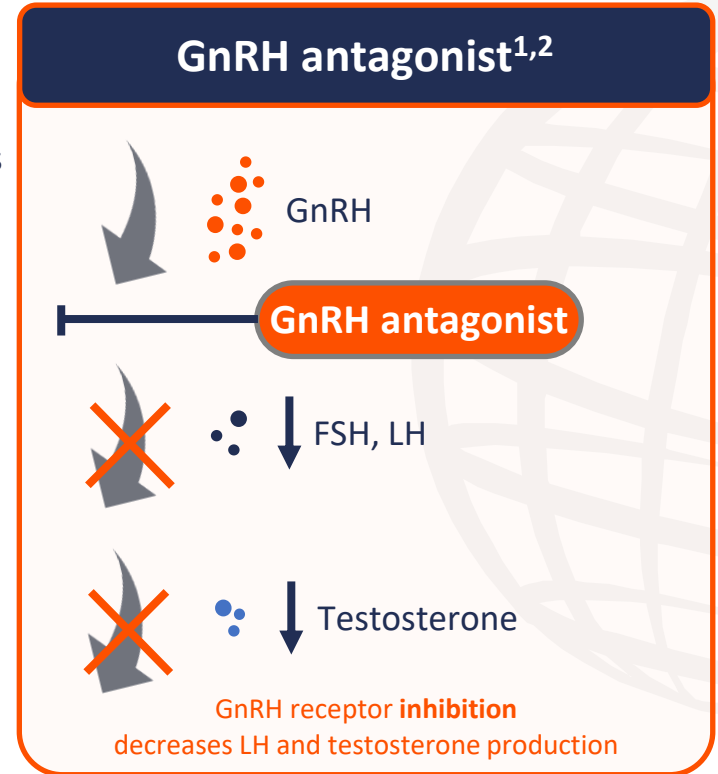 GnRH antagonist1,2
s
GnRH
GnRH antagonist
FSH, LH
Testosterone
GnRH receptor inhibition
decreases LH and testosterone production